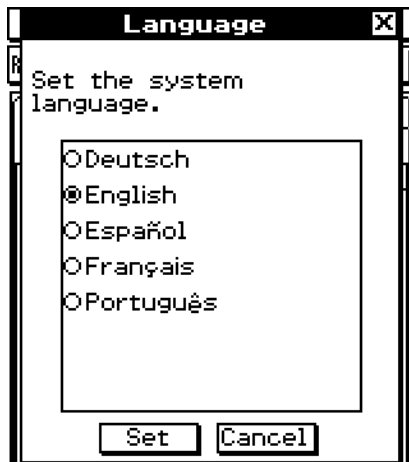 Language
Set the system
language.
Deutsch
English
Español
Français
Português
Set Cancel